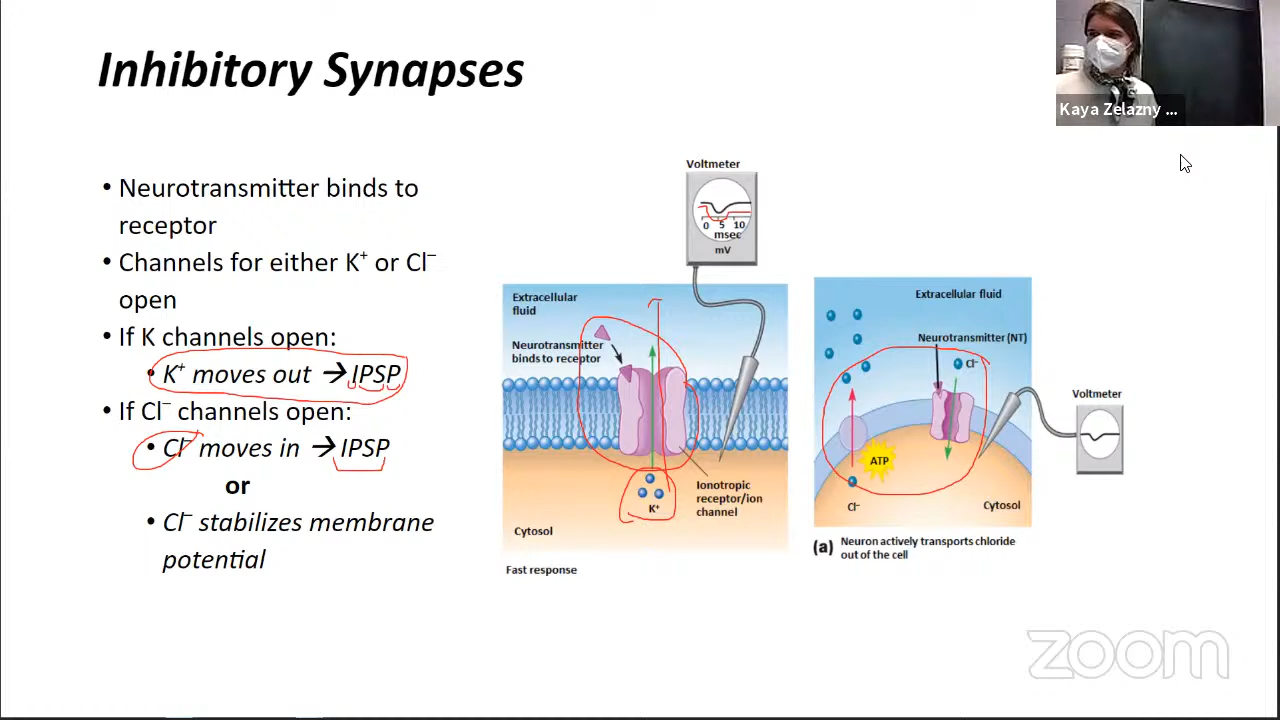 Inhibitory Synapses
Kaya Zelazny ...
• Neurotransmitter binds to
receptor
• Channels for either K⁺ or Cl⁻
open
• If K channels open:
• K⁺ moves out → IPSP
• If Cl⁻ channels open:
• Cl⁻ moves in → IPSP
or
• Cl⁻ stabilizes membrane
potential
Voltmeter
0 5 10
msec
mV
Extracellular
fluid
Neurotransmitter
binds to receptor
K⁺
Ionotropic
receptor/ion
channel
Cytosol
Fast response
Extracellular fluid
Neurotransmitter (NT)
Cl⁻
ATP
Cl⁻
Cytosol
Voltmeter
(a) Neuron actively transports chloride
out of the cell
zoom